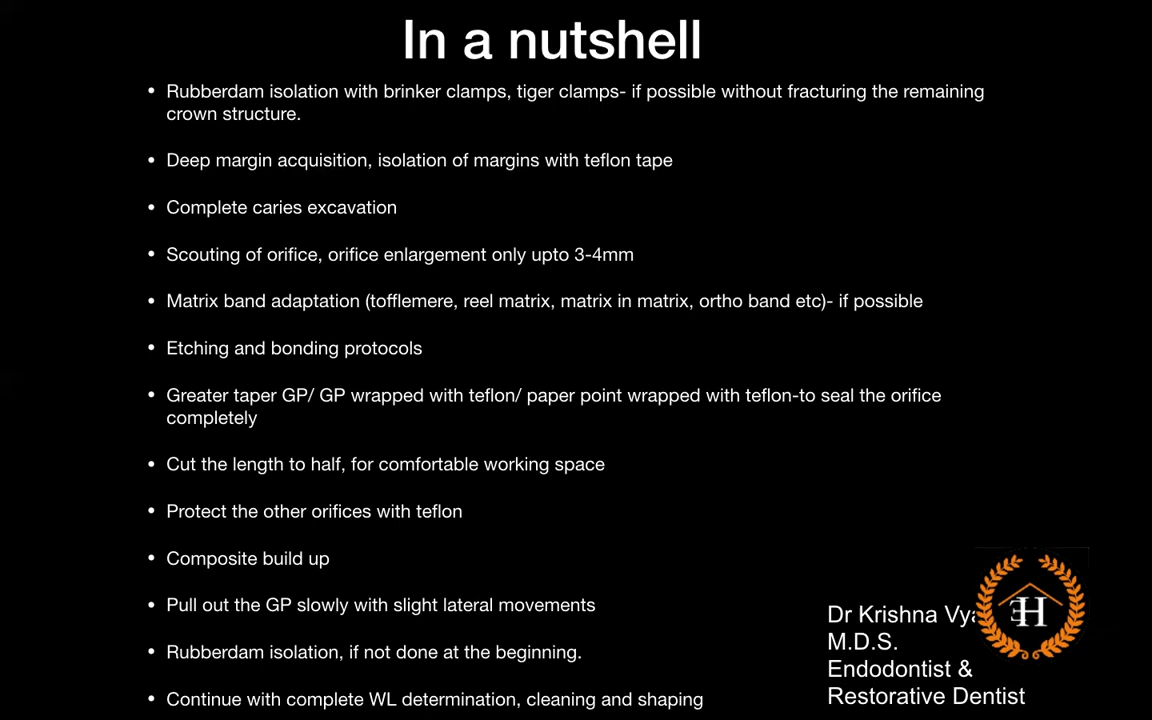 In a nutshell
• Rubberdam isolation with brinker clamps, tiger clamps- if possible without fracturing the remaining
crown structure.
• Deep margin acquisition, isolation of margins with teflon tape
• Complete caries excavation
• Scouting of orifice, orifice enlargement only upto 3-4mm
• Matrix band adaptation (tofflemere, reel matrix, matrix in matrix, ortho band etc)- if possible
• Etching and bonding protocols
• Greater taper GP/ GP wrapped with teflon/ paper point wrapped with teflon-to seal the orifice
completely
• Cut the length to half, for comfortable working space
• Protect the other orifices with teflon
• Composite build up
• Pull out the GP slowly with slight lateral movements
• Rubberdam isolation, if not done at the beginning.
• Continue with complete WL determination, cleaning and shaping
Dr Krishna
M.D.S.
Endodontist &
Restorative Dentist